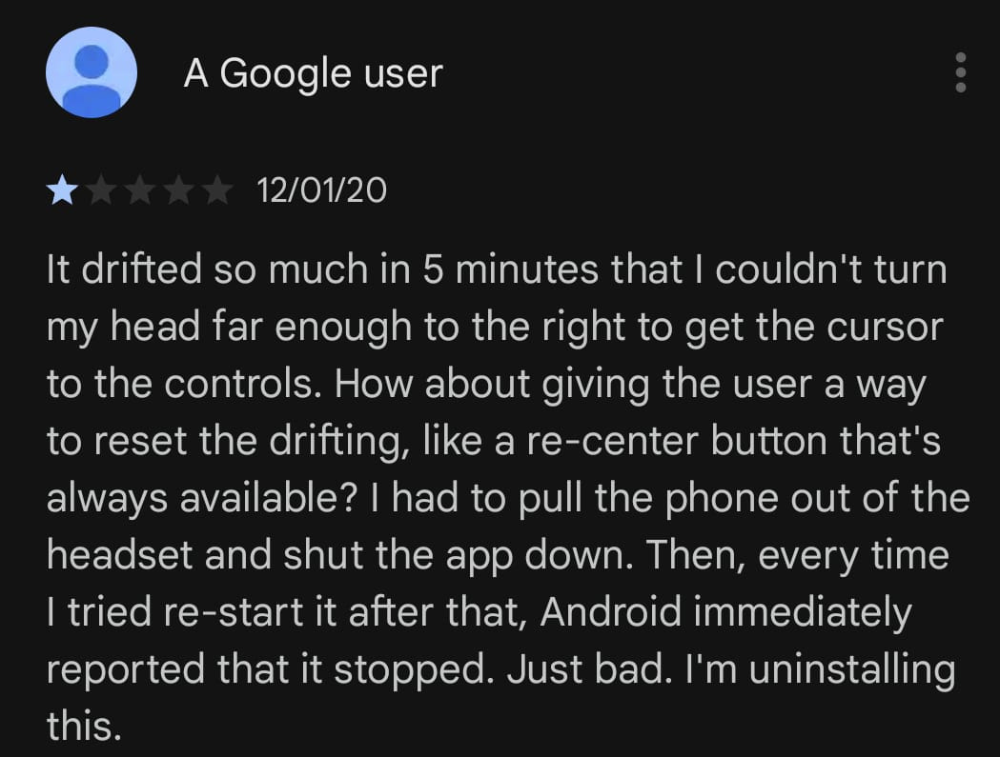 A Google user
12/01/20
It drifted so much in 5 minutes that I couldn't turn
my head far enough to the right to get the cursor
to the controls. How about giving the user a way
to reset the drifting, like a re-center button that's
always available? I had to pull the phone out of the
headset and shut the app down. Then, every time
I tried re-start it after that, Android immediately
reported that it stopped. Just bad. I'm uninstalling
this.